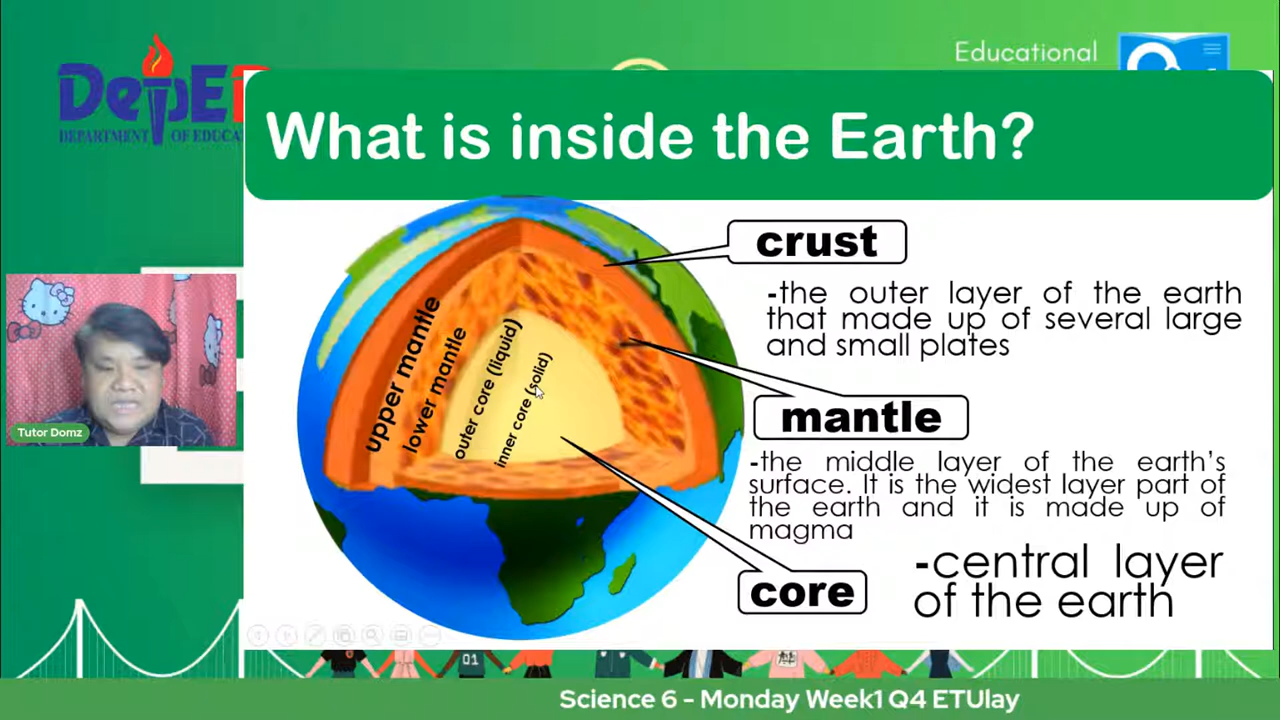 Educational
DepE
DEPARTMENT OF EDUCA
What is inside the Earth?
crust
-the outer layer of the earth
that made up of several large
and small plates
upper mantle
lower mantle
outer core (liquid)
inner core (solid)
mantle
-the middle layer of the earth's
surface. It is the widest layer part of
the earth and it is made up of
magma
core
-central layer
of the earth
Tutor Domz
01
Science 6 - Monday Week1 Q4 ETUlay